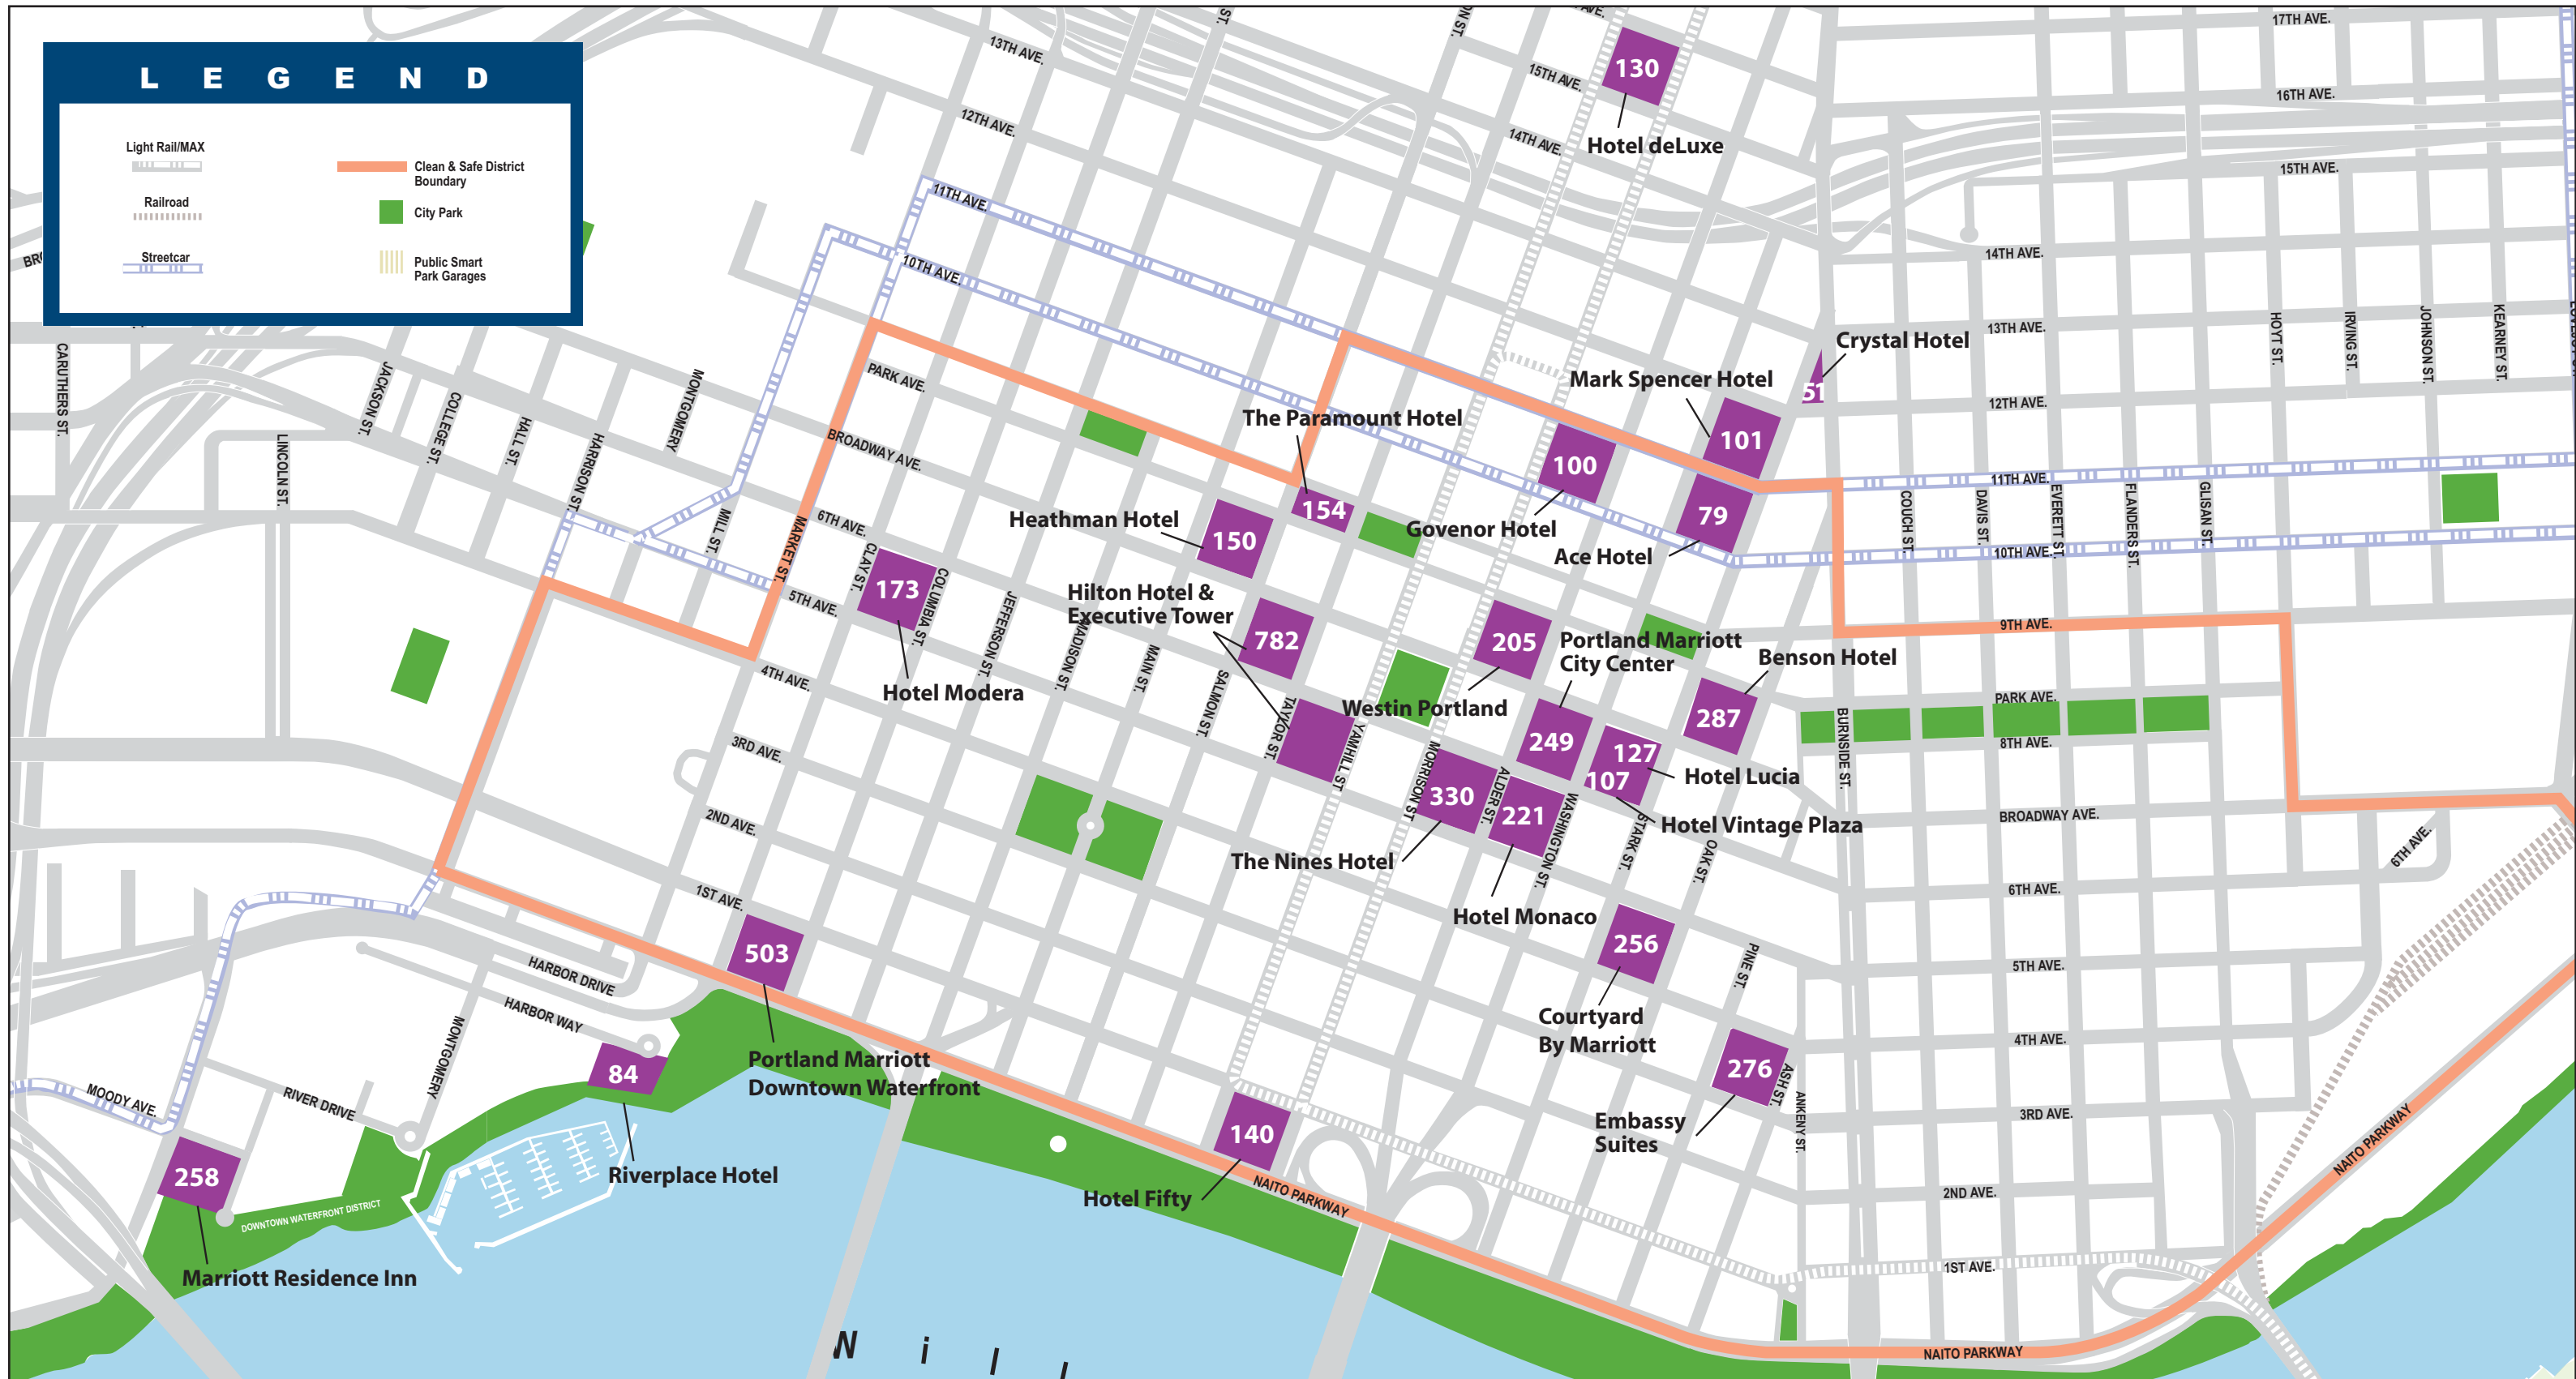 L E G E N D
Light Rail/MAX
Railroad
Streetcar
Clean & Safe District
Boundary
City Park
Public Smart
Park Garages
17TH AVE.
16TH AVE.
15TH AVE.
14TH AVE.
13TH AVE.
12TH AVE.
11TH AVE.
10TH AVE.
9TH AVE.
PARK AVE.
8TH AVE.
BROADWAY AVE.
6TH AVE.
6TH AVE.
5TH AVE.
4TH AVE.
3RD AVE.
2ND AVE.
1ST AVE.
NAITO PARKWAY
NAITO PARKWAY
NAITO PARKWAY
13TH AVE.
12TH AVE.
11TH AVE.
10TH AVE.
15TH AVE.
14TH AVE.
PARK AVE.
BROADWAY AVE.
6TH AVE.
5TH AVE.
4TH AVE.
3RD AVE.
2ND AVE.
1ST AVE.
HARBOR DRIVE
HARBOR WAY
RIVER DRIVE
MOODY AVE.
MONTGOMERY
DOWNTOWN WATERFRONT DISTRICT
CARUTHERS ST.
LINCOLN ST.
JACKSON ST.
COLLEGE ST.
HALL ST.
HARRISON ST.
MONTGOMERY
MILL ST.
MARKET ST.
CLAY ST.
COLUMBIA ST.
JEFFERSON ST.
MADISON ST.
MAIN ST.
SALMON ST.
TAYLOR ST.
YAMHILL ST
MORRISON ST
ALDER ST.
WASHINGTON ST.
STARK ST.
OAK ST.
PINE ST.
ASH ST.
ANKENY ST.
BURNSIDE ST.
COUCH ST.
DAVIS ST.
EVERETT ST.
FLANDERS ST.
GLISAN ST.
HOYT ST.
IRVING ST.
JOHNSON ST.
KEARNEY ST.
130
Hotel deLuxe
51
Crystal Hotel
101
Mark Spencer Hotel
100
Govenor Hotel
79
Ace Hotel
154
The Paramount Hotel
150
Heathman Hotel
173
Hotel Modera
782
Hilton Hotel &
Executive Tower
205
Westin Portland
249
Portland Marriott
City Center
287
Benson Hotel
127
Hotel Lucia
107
Hotel Vintage Plaza
330
The Nines Hotel
221
Hotel Monaco
256
Courtyard
By Marriott
276
Embassy
Suites
503
Portland Marriott
Downtown Waterfront
84
Riverplace Hotel
258
Marriott Residence Inn
140
Hotel Fifty
W i l l